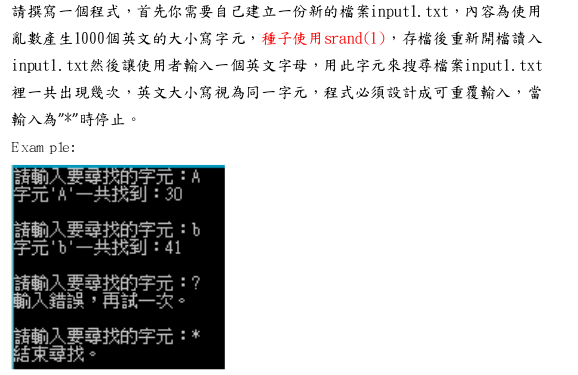 請撰寫一個程式，首先你需要自己建立一份新的檔案input1.txt，內容為使用
亂數產生1000個英文的大小寫字元，種子使用srand(1)，存檔後重新開檔讀入
input1.txt然後讓使用者輸入一個英文字母，用此字元來搜尋檔案input1.txt
裡一共出現幾次，英文大小寫視為同一字元，程式必須設計成可重覆輸入，當
輸入為"*"時停止。
Example:
請輸入要尋找的字元：A
字元'A'一共找到：30
請輸入要尋找的字元：b
字元'b'一共找到：41
請輸入要尋找的字元：?
輸入錯誤，再試一次。
請輸入要尋找的字元：*
結束尋找。